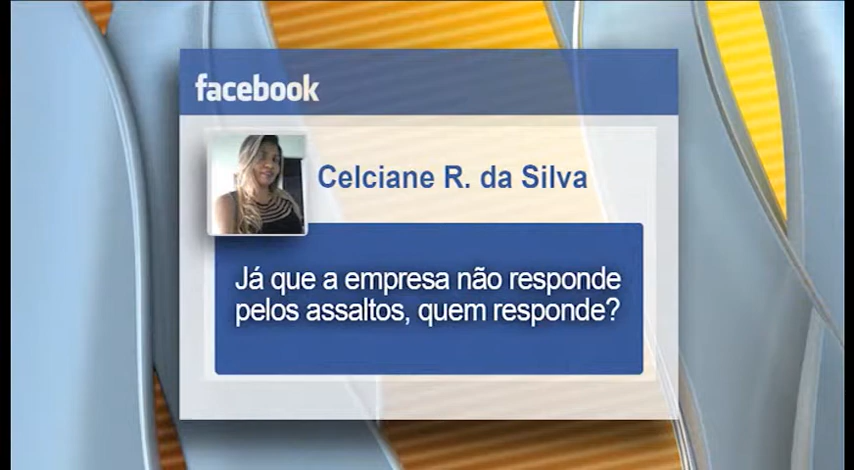 facebook
Celciane R. da Silva
Já que a empresa não responde
pelos assaltos, quem responde?